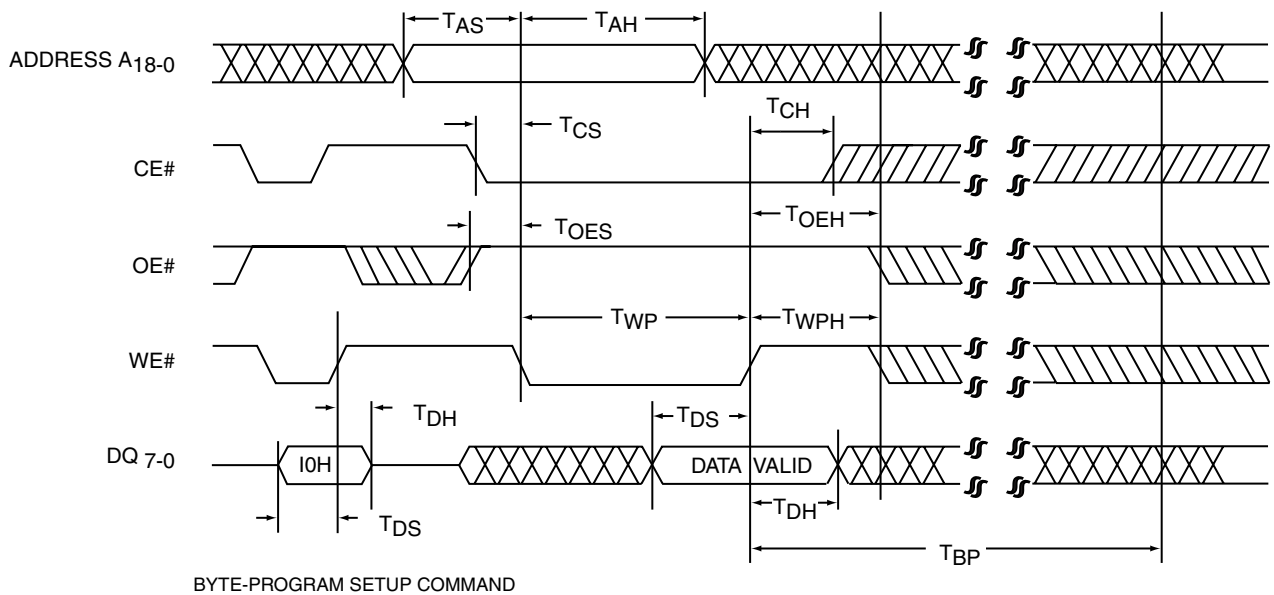 TAS TAH
ADDRESS A18-0
TCH
TCS
CE#
TOES TOEH
OE#
TWP TWPH
WE#
TDH TDS
DQ 7-0 I0H DATA VALID
TDS TDH
TBP
BYTE-PROGRAM SETUP COMMAND